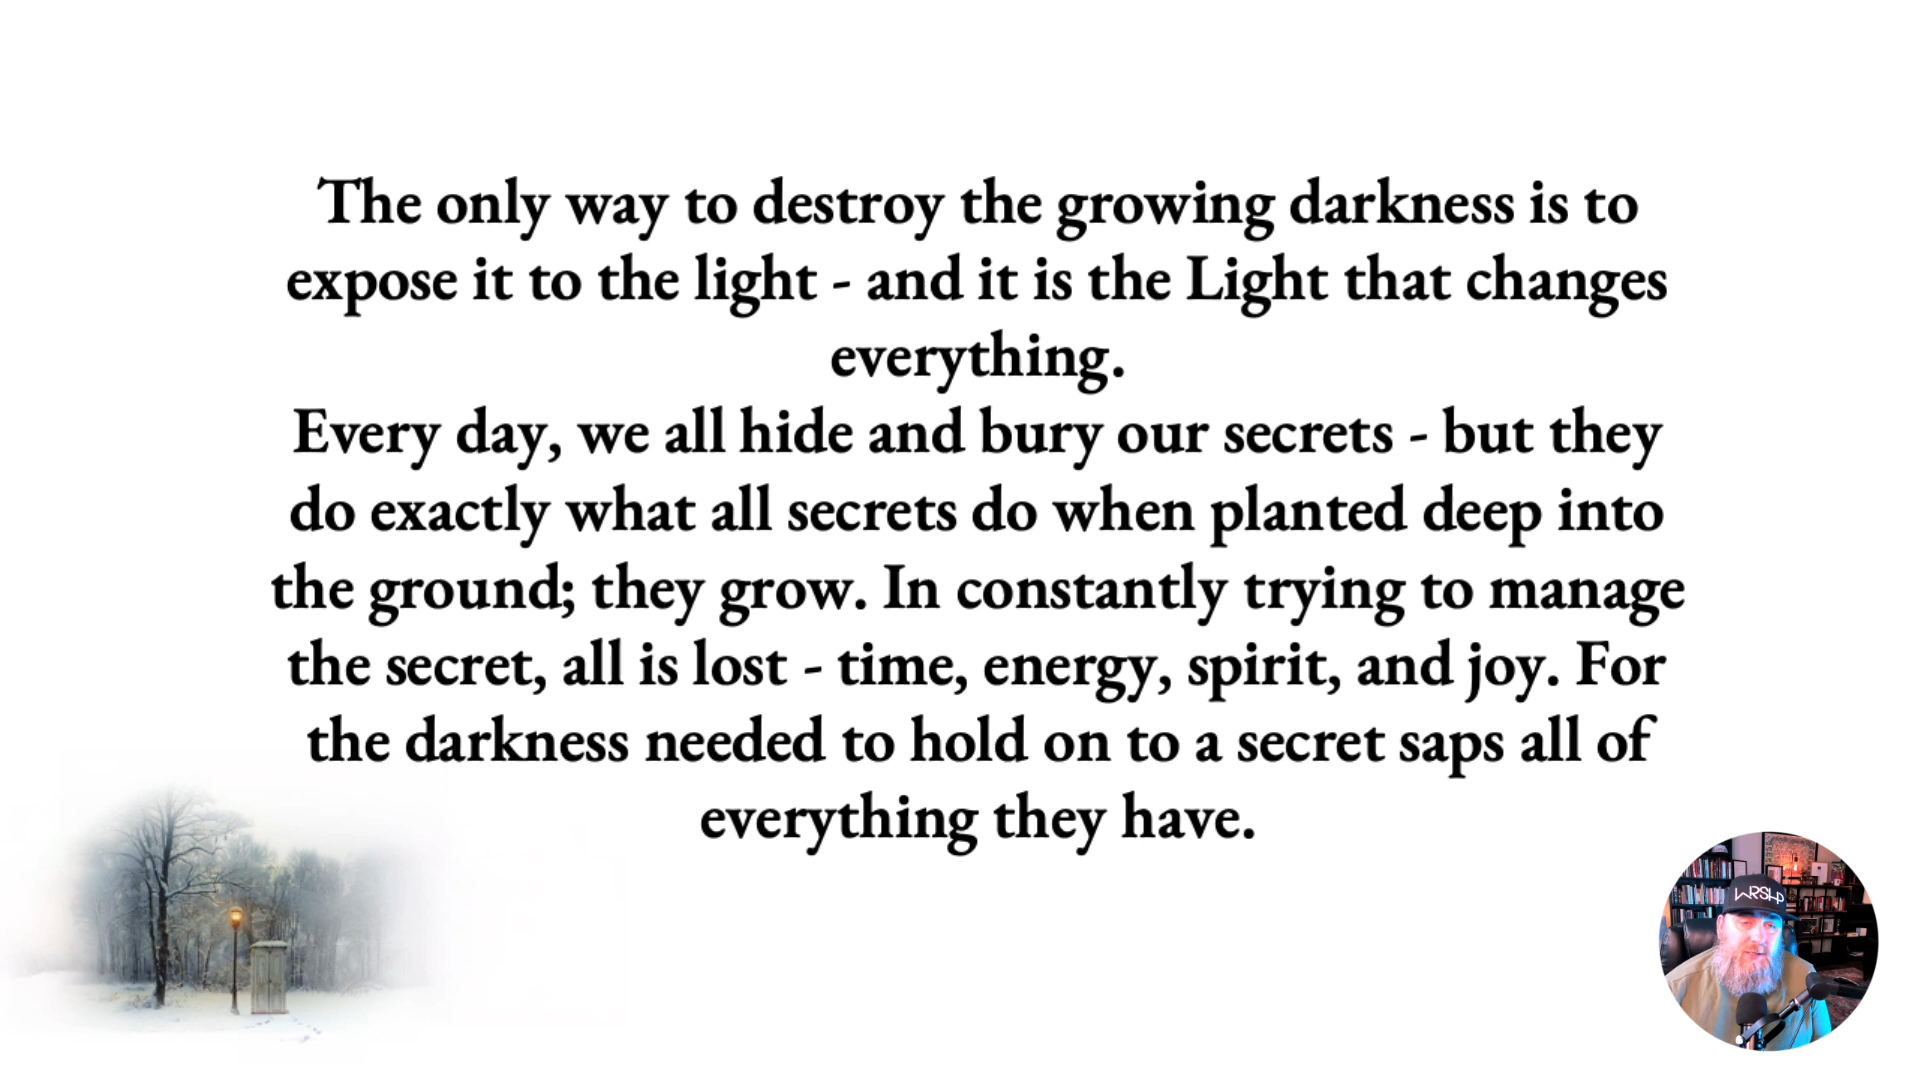 The only way to destroy the growing darkness is to
expose it to the light - and it is the Light that changes
everything.
Every day, we all hide and bury our secrets - but they
do exactly what all secrets do when planted deep into
the ground; they grow. In constantly trying to manage
the secret, all is lost - time, energy, spirit, and joy. For
the darkness needed to hold on to a secret saps all of
everything they have.
WRSHP